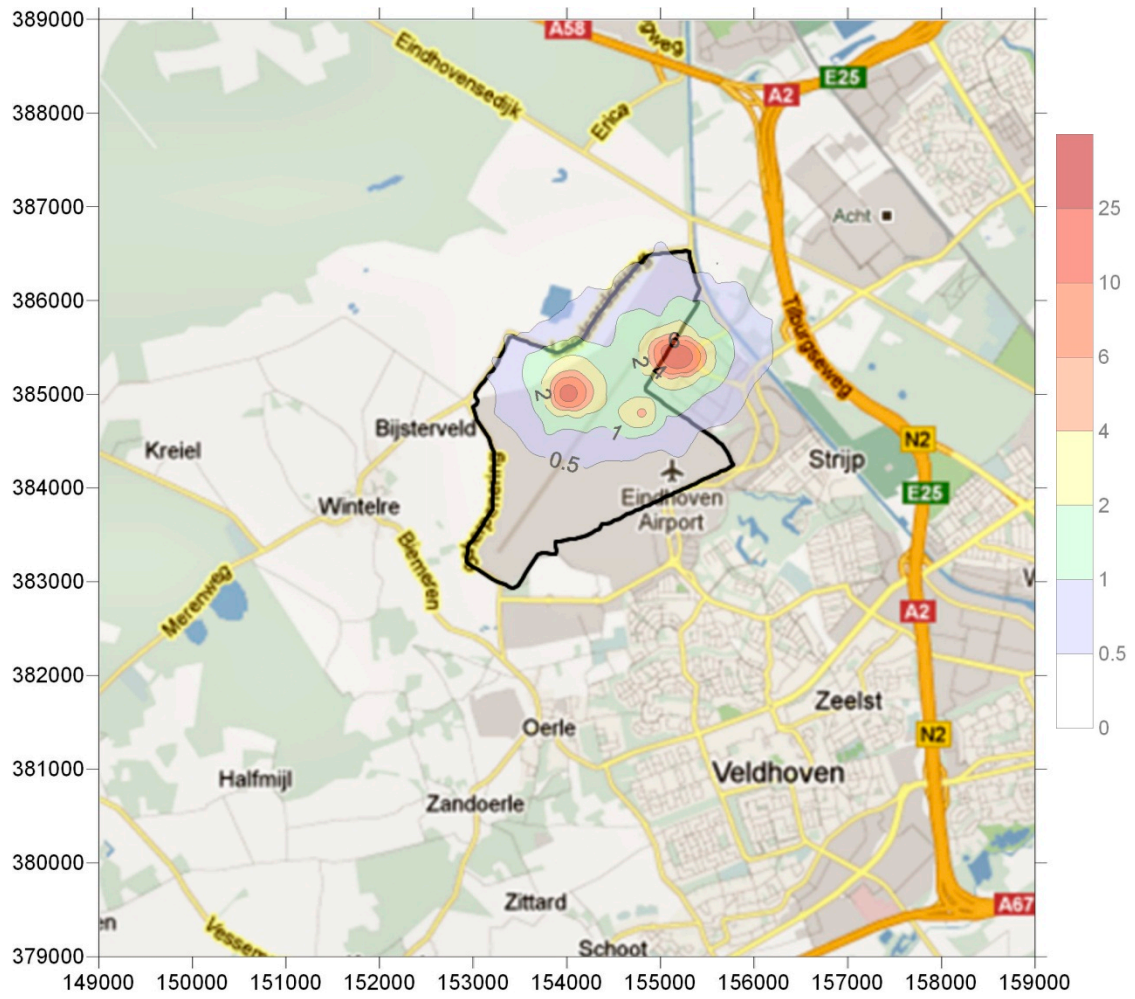 389000
388000
387000
386000
385000
384000
383000
382000
381000
380000
379000
149000
150000
151000
152000
153000
154000
155000
156000
157000
158000
159000
A58
Eindhovensedijk
Erica
E25
A2
Acht
Tilburgseweg
6
2
4
2
1
0.5
Bijsterveld
Kreiel
Wintelre
Biemeren
Merenweg
Strijp
N2
E25
Eindhoven
Airport
A2
Zeelst
N2
Oerle
Veldhoven
Halfmijl
Zandoerle
Zittard
Schoot
A67
25
10
6
4
2
1
0.5
0